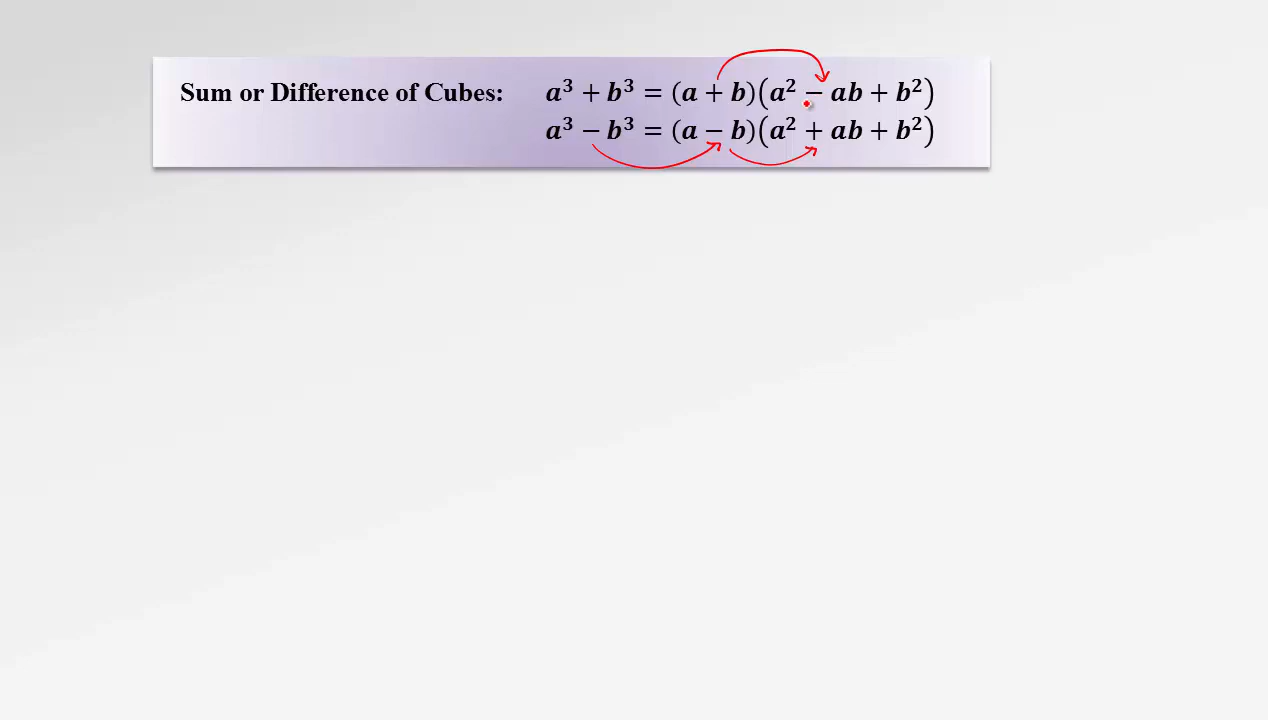 Sum or Difference of Cubes: a³ + b³ = (a + b)(a² − ab + b²)
a³ − b³ = (a − b)(a² + ab + b²)